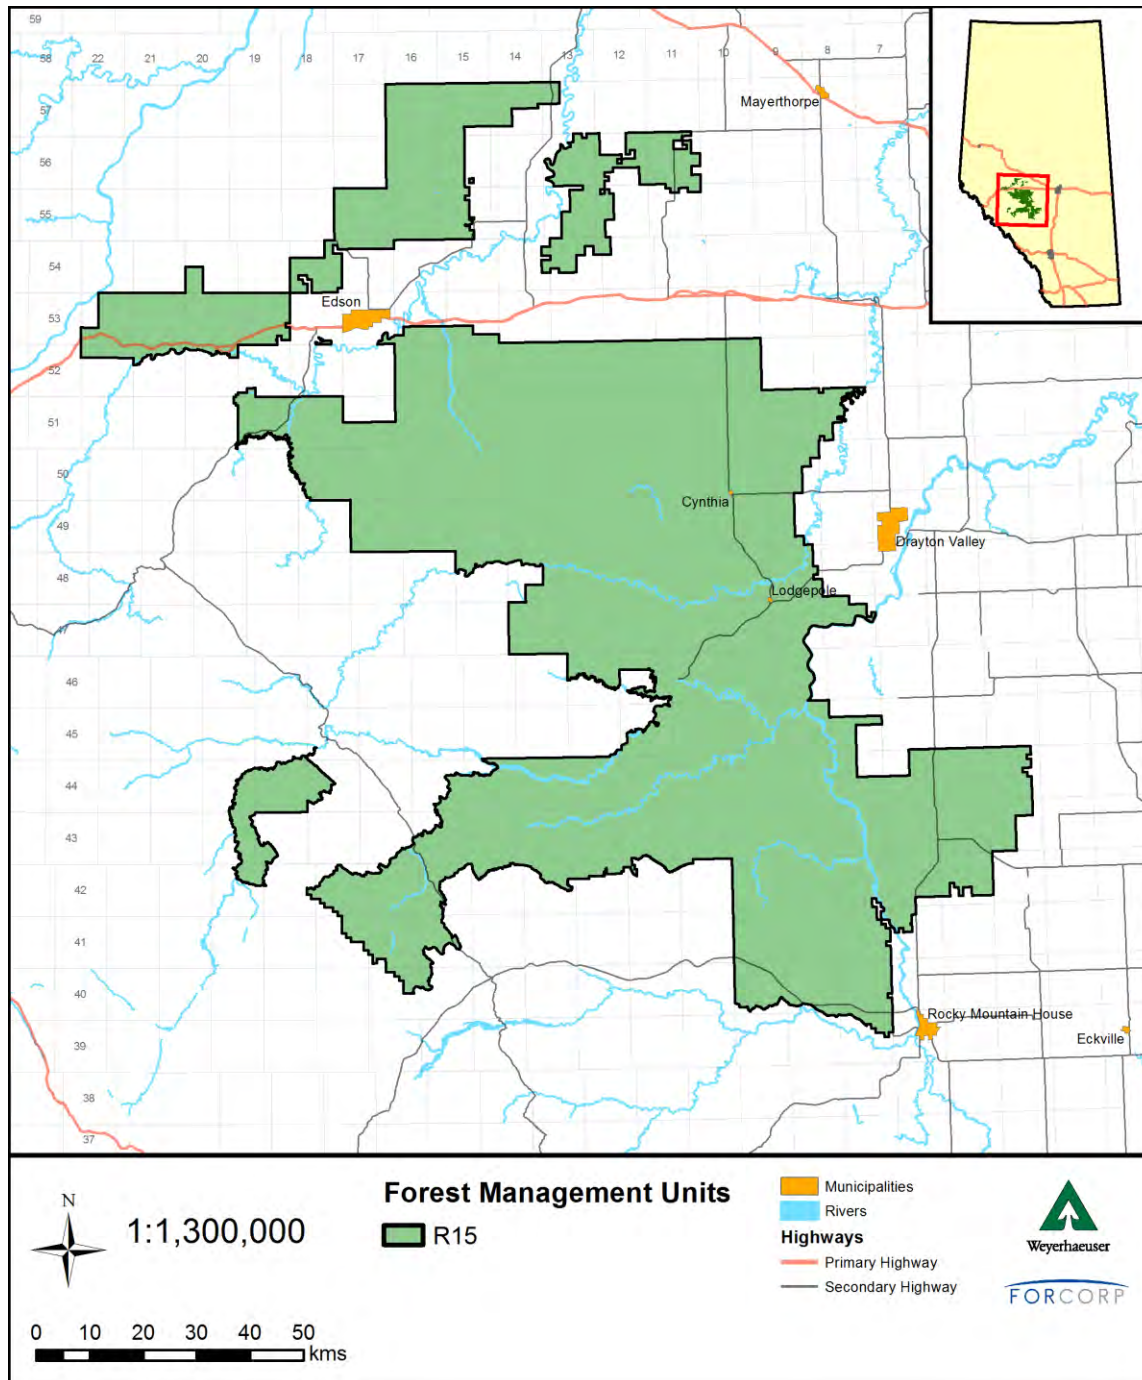 59
58 22 21 20 19 18 17 16 15 14 13 12 11 10 9 8 7
57
56
55
54
53
52
51
50
49
48
47
46
45
44
43
42
41
40
39
38
37
Mayerthorpe
Edson
Cynthia
Drayton Valley
Lodgepole
Rocky Mountain House
Eckville
N
1:1,300,000
0 10 20 30 40 50
kms
Forest Management Units
R15
Municipalities
Rivers
Highways
Primary Highway
Secondary Highway
Weyerhaeuser
FORCORP